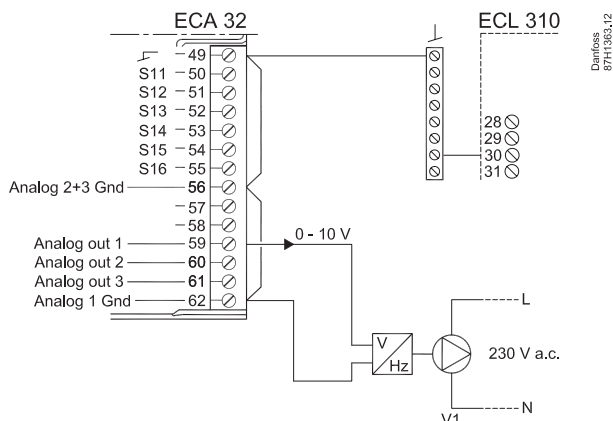 ECA 32
ECL 310
Danfoss
87H1363.12
49
S11 50
S12 51
S13 52
S14 53
S15 54
S16 55
Analog 2+3 Gnd 56
57
58
Analog out 1 59
Analog out 2 60
Analog out 3 61
Analog 1 Gnd 62
28
29
30
31
0 - 10 V
V
Hz
L
230 V a.c.
N
V1